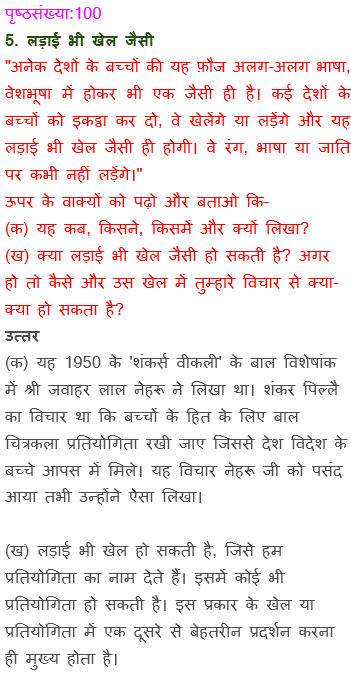 पृष्ठसंख्या:100
5. लड़ाई भी खेल जैसी
"अनेक देशों के बच्चों की यह फ़ौज अलग-अलग भाषा,
वेशभूषा में होकर भी एक जैसी ही है। कई देशों के
बच्चों को इकट्ठा कर दो, वे खेलेंगे या लड़ेंगे और यह
लड़ाई भी खेल जैसी ही होगी। वे रंग, भाषा या जाति
पर कभी नहीं लड़ेंगे।"
ऊपर के वाक्यों को पढ़ो और बताओ कि–
(क) यह कब, किसने, किसमें और क्यों लिखा?
(ख) क्या लड़ाई भी खेल जैसी हो सकती है? अगर
हो तो कैसे और उस खेल में तुम्हारे विचार से क्या-
क्या हो सकता है?
उत्तर
(क) यह 1950 के 'शंकर्स वीकली' के बाल विशेषांक
में श्री जवाहर लाल नेहरू ने लिखा था। शंकर पिल्लै
का विचार था कि बच्चों के हित के लिए बाल
चित्रकला प्रतियोगिता रखी जाए जिससे देश विदेश के
बच्चे आपस में मिले। यह विचार नेहरू जी को पसंद
आया तभी उन्होंने ऐसा लिखा।
(ख) लड़ाई भी खेल हो सकती है, जिसे हम
प्रतियोगिता का नाम देते हैं। इसमें कोई भी
प्रतियोगिता हो सकती है। इस प्रकार के खेल या
प्रतियोगिता में एक दूसरे से बेहतरीन प्रदर्शन करना
ही मुख्य होता है।